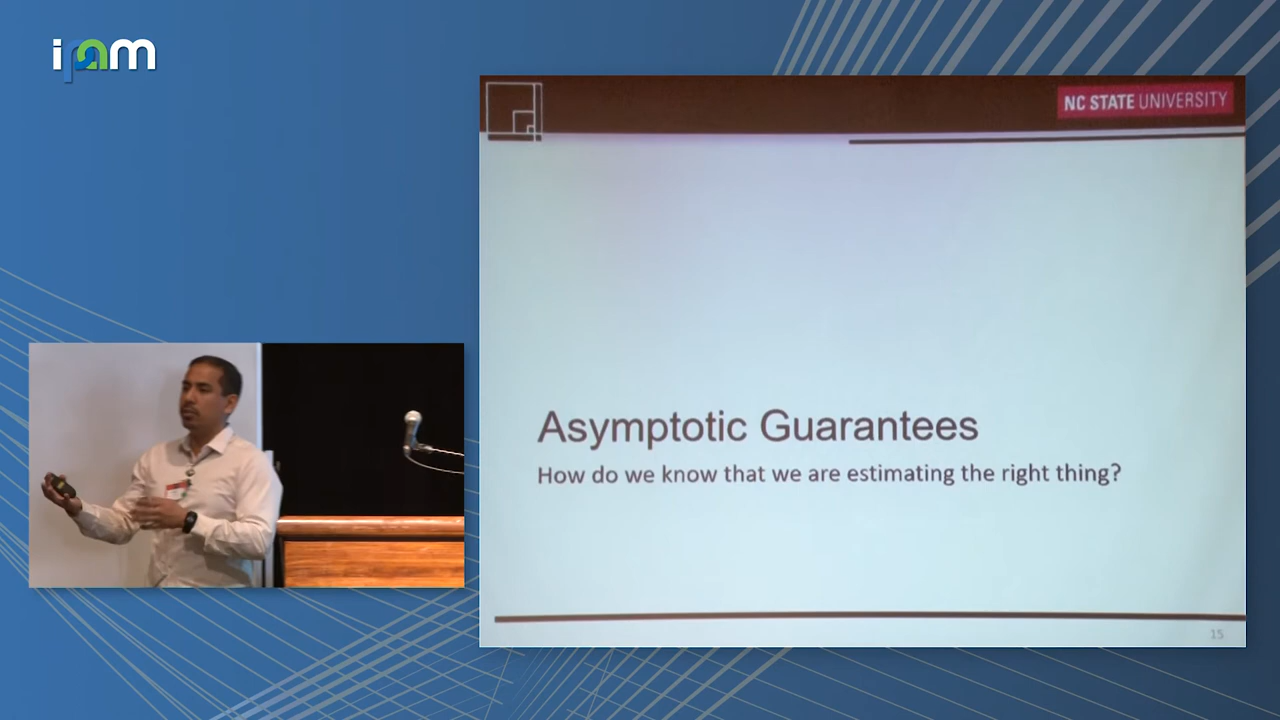 ipam
NC STATE UNIVERSITY
Asymptotic Guarantees
How do we know that we are estimating the right thing?
15